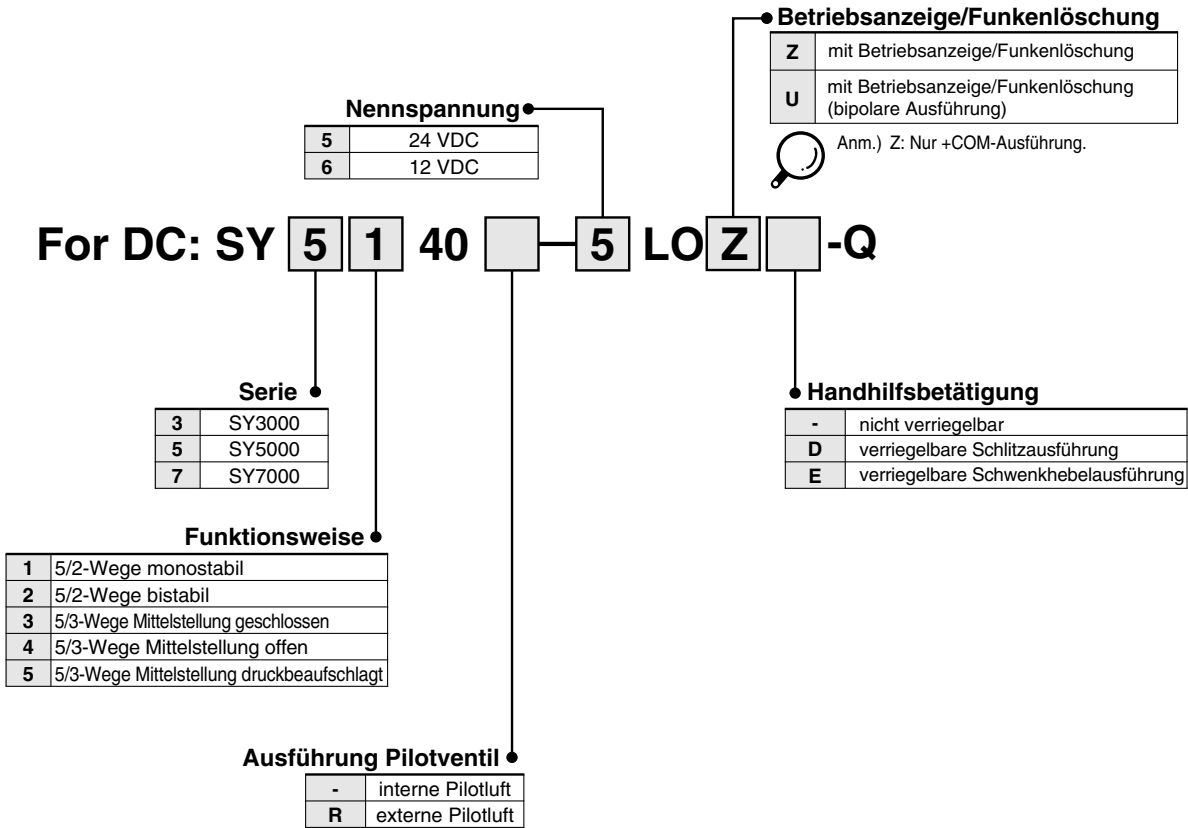 Betriebsanzeige/Funkenlöschung
Z mit Betriebsanzeige/Funkenlöschung
U mit Betriebsanzeige/Funkenlöschung
(bipolare Ausführung)
Anm.) Z: Nur +COM-Ausführung.
Nennspannung
5 24 VDC
6 12 VDC
For DC: SY 5 1 40 5 LO Z -Q
Serie
3 SY3000
5 SY5000
7 SY7000
Handhilfsbetätigung
- nicht verriegelbar
D verriegelbare Schlitzausführung
E verriegelbare Schwenkhebelausführung
Funktionsweise
1 5/2-Wege monostabil
2 5/2-Wege bistabil
3 5/3-Wege Mittelstellung geschlossen
4 5/3-Wege Mittelstellung offen
5 5/3-Wege Mittelstellung druckbeaufschlagt
Ausführung Pilotventil
- interne Pilotluft
R externe Pilotluft